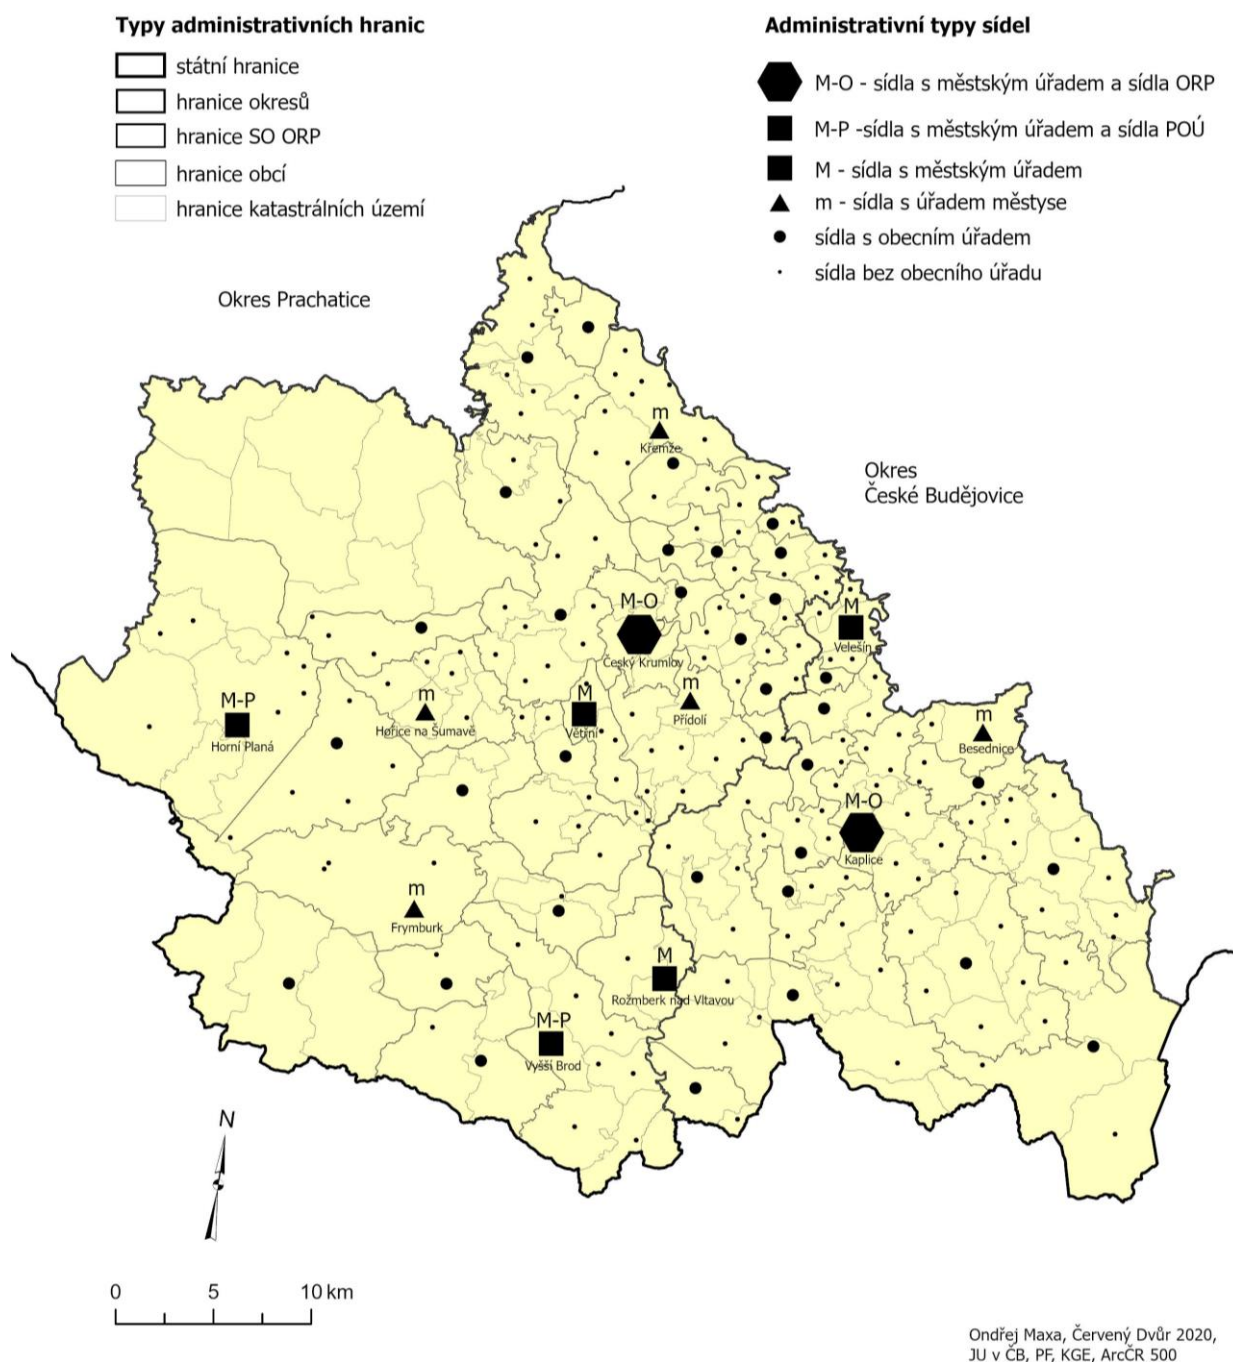 Typy administrativních hranic
státní hranice
hranice okresů
hranice SO ORP
hranice obcí
hranice katastrálních území
Administrativní typy sídel
M-O - sídla s městským úřadem a sídla ORP
M-P -sídla s městským úřadem a sídla POÚ
M - sídla s městským úřadem
m - sídla s úřadem městyse
sídla s obecním úřadem
sídla bez obecního úřadu
Okres Prachatice
m
Křemže
Okres
České Budějovice
M-O
Český Krumlov
M
Velešín
M-P
Horní Planá
m
Hořice na Šumavě
M
Větřní
m
Přídolí
m
Besednice
M-O
Kaplice
m
Frymburk
M
Rožmberk nad Vltavou
M-P
Vyšší Brod
N
0 5 10 km
Ondřej Maxa, Červený Dvůr 2020,
JU v ČB, PF, KGE, ArcČR 500